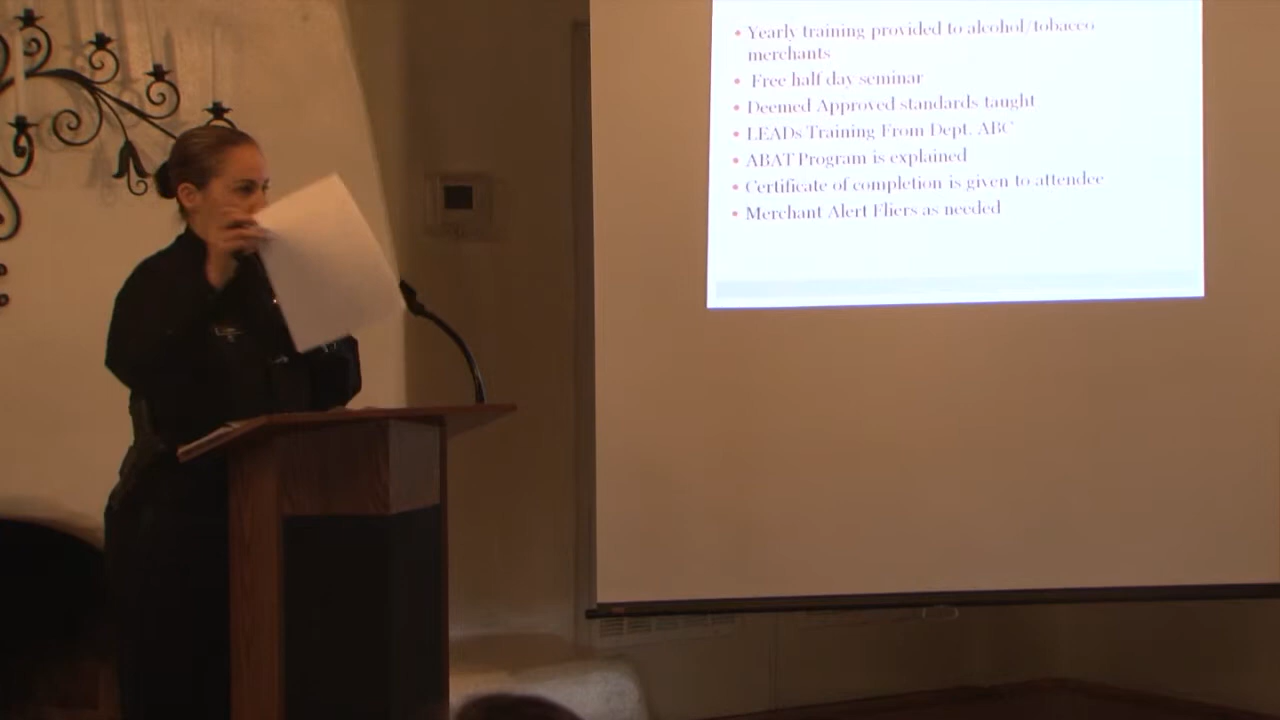 • Yearly training provided to alcohol/tobacco
merchants
• Free half day seminar
• Deemed Approved standards taught
• LEADs Training From Dept. ABC
• ABAT Program is explained
• Certificate of completion is given to attendee
• Merchant Alert Fliers as needed